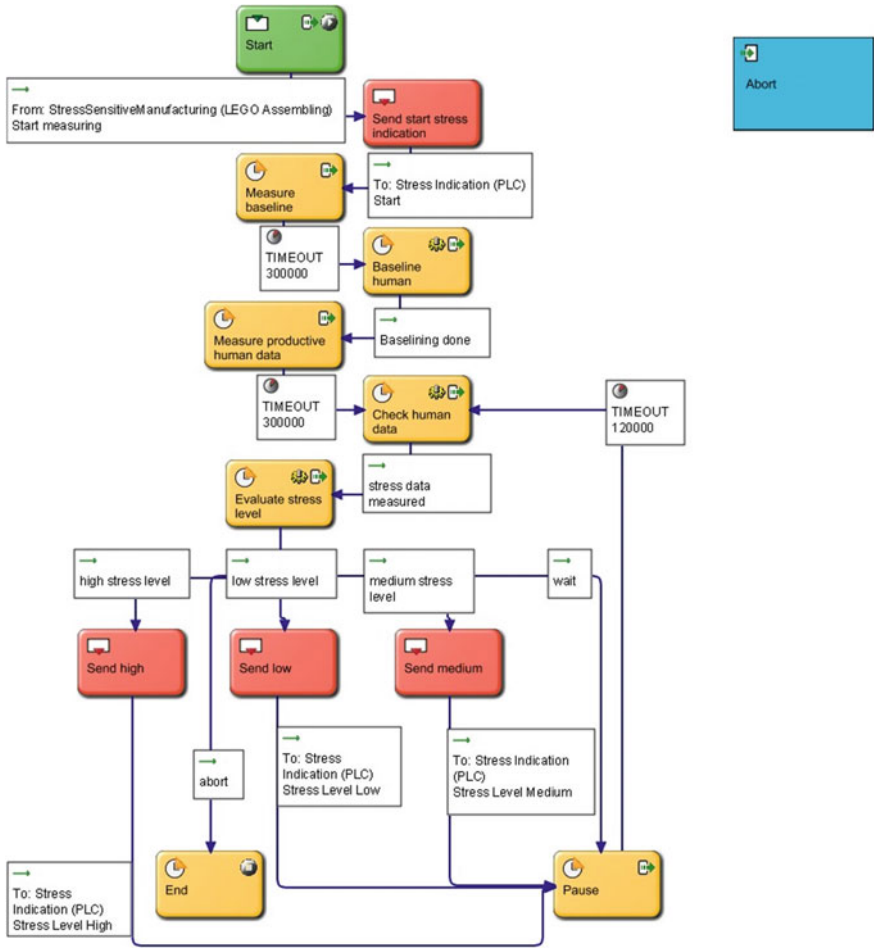 Start
Abort
From: StressSensitiveManufacturing (LEGO Assembling)
Start measuring
Send start stress
indication
To: Stress Indication (PLC)
Start
Measure
baseline
TIMEOUT
300000
Baseline
human
Baselining done
Measure productive
human data
TIMEOUT
300000
Check human
data
TIMEOUT
120000
stress data
measured
Evaluate stress
level
high stress level
low stress level
medium stress
level
wait
Send high
Send low
Send medium
To: Stress
Indication (PLC)
Stress Level Low
To: Stress Indication
(PLC)
Stress Level Medium
abort
End
Pause
To: Stress
Indication (PLC)
Stress Level High